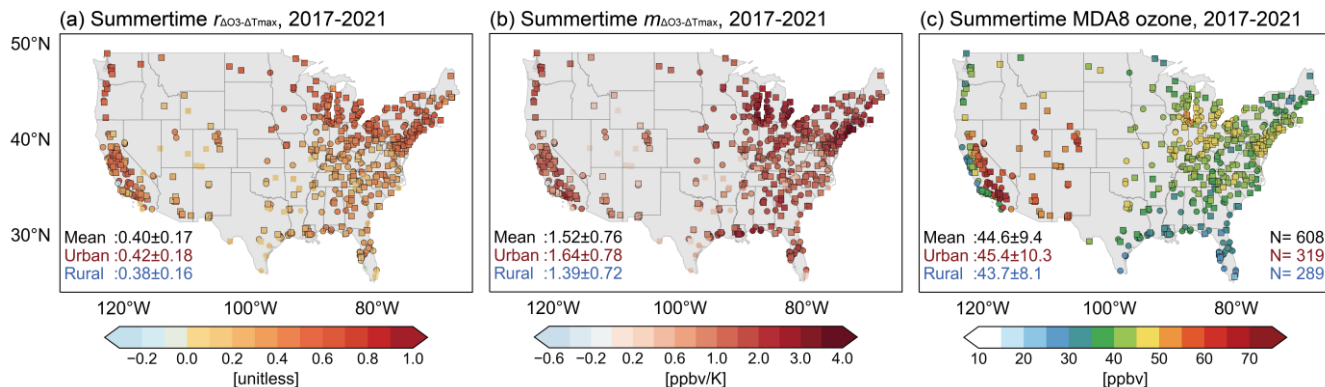 (a) Summertime rΔO3-ΔTmax, 2017-2021
(b) Summertime mΔO3-ΔTmax, 2017-2021
(c) Summertime MDA8 ozone, 2017-2021
50°N
40°N
30°N
Mean :0.40±0.17
Urban :0.42±0.18
Rural :0.38±0.16
Mean :1.52±0.76
Urban :1.64±0.78
Rural :1.39±0.72
Mean :44.6±9.4
Urban :45.4±10.3
Rural :43.7±8.1
N= 608
N= 319
N= 289
120°W 100°W 80°W
120°W 100°W 80°W
120°W 100°W 80°W
−0.2 0.0 0.2 0.4 0.6 0.8 1.0
[unitless]
−0.6 −0.2 0.2 0.6 1.0 2.0 3.0 4.0
[ppbv/K]
10 20 30 40 50 60 70
[ppbv]